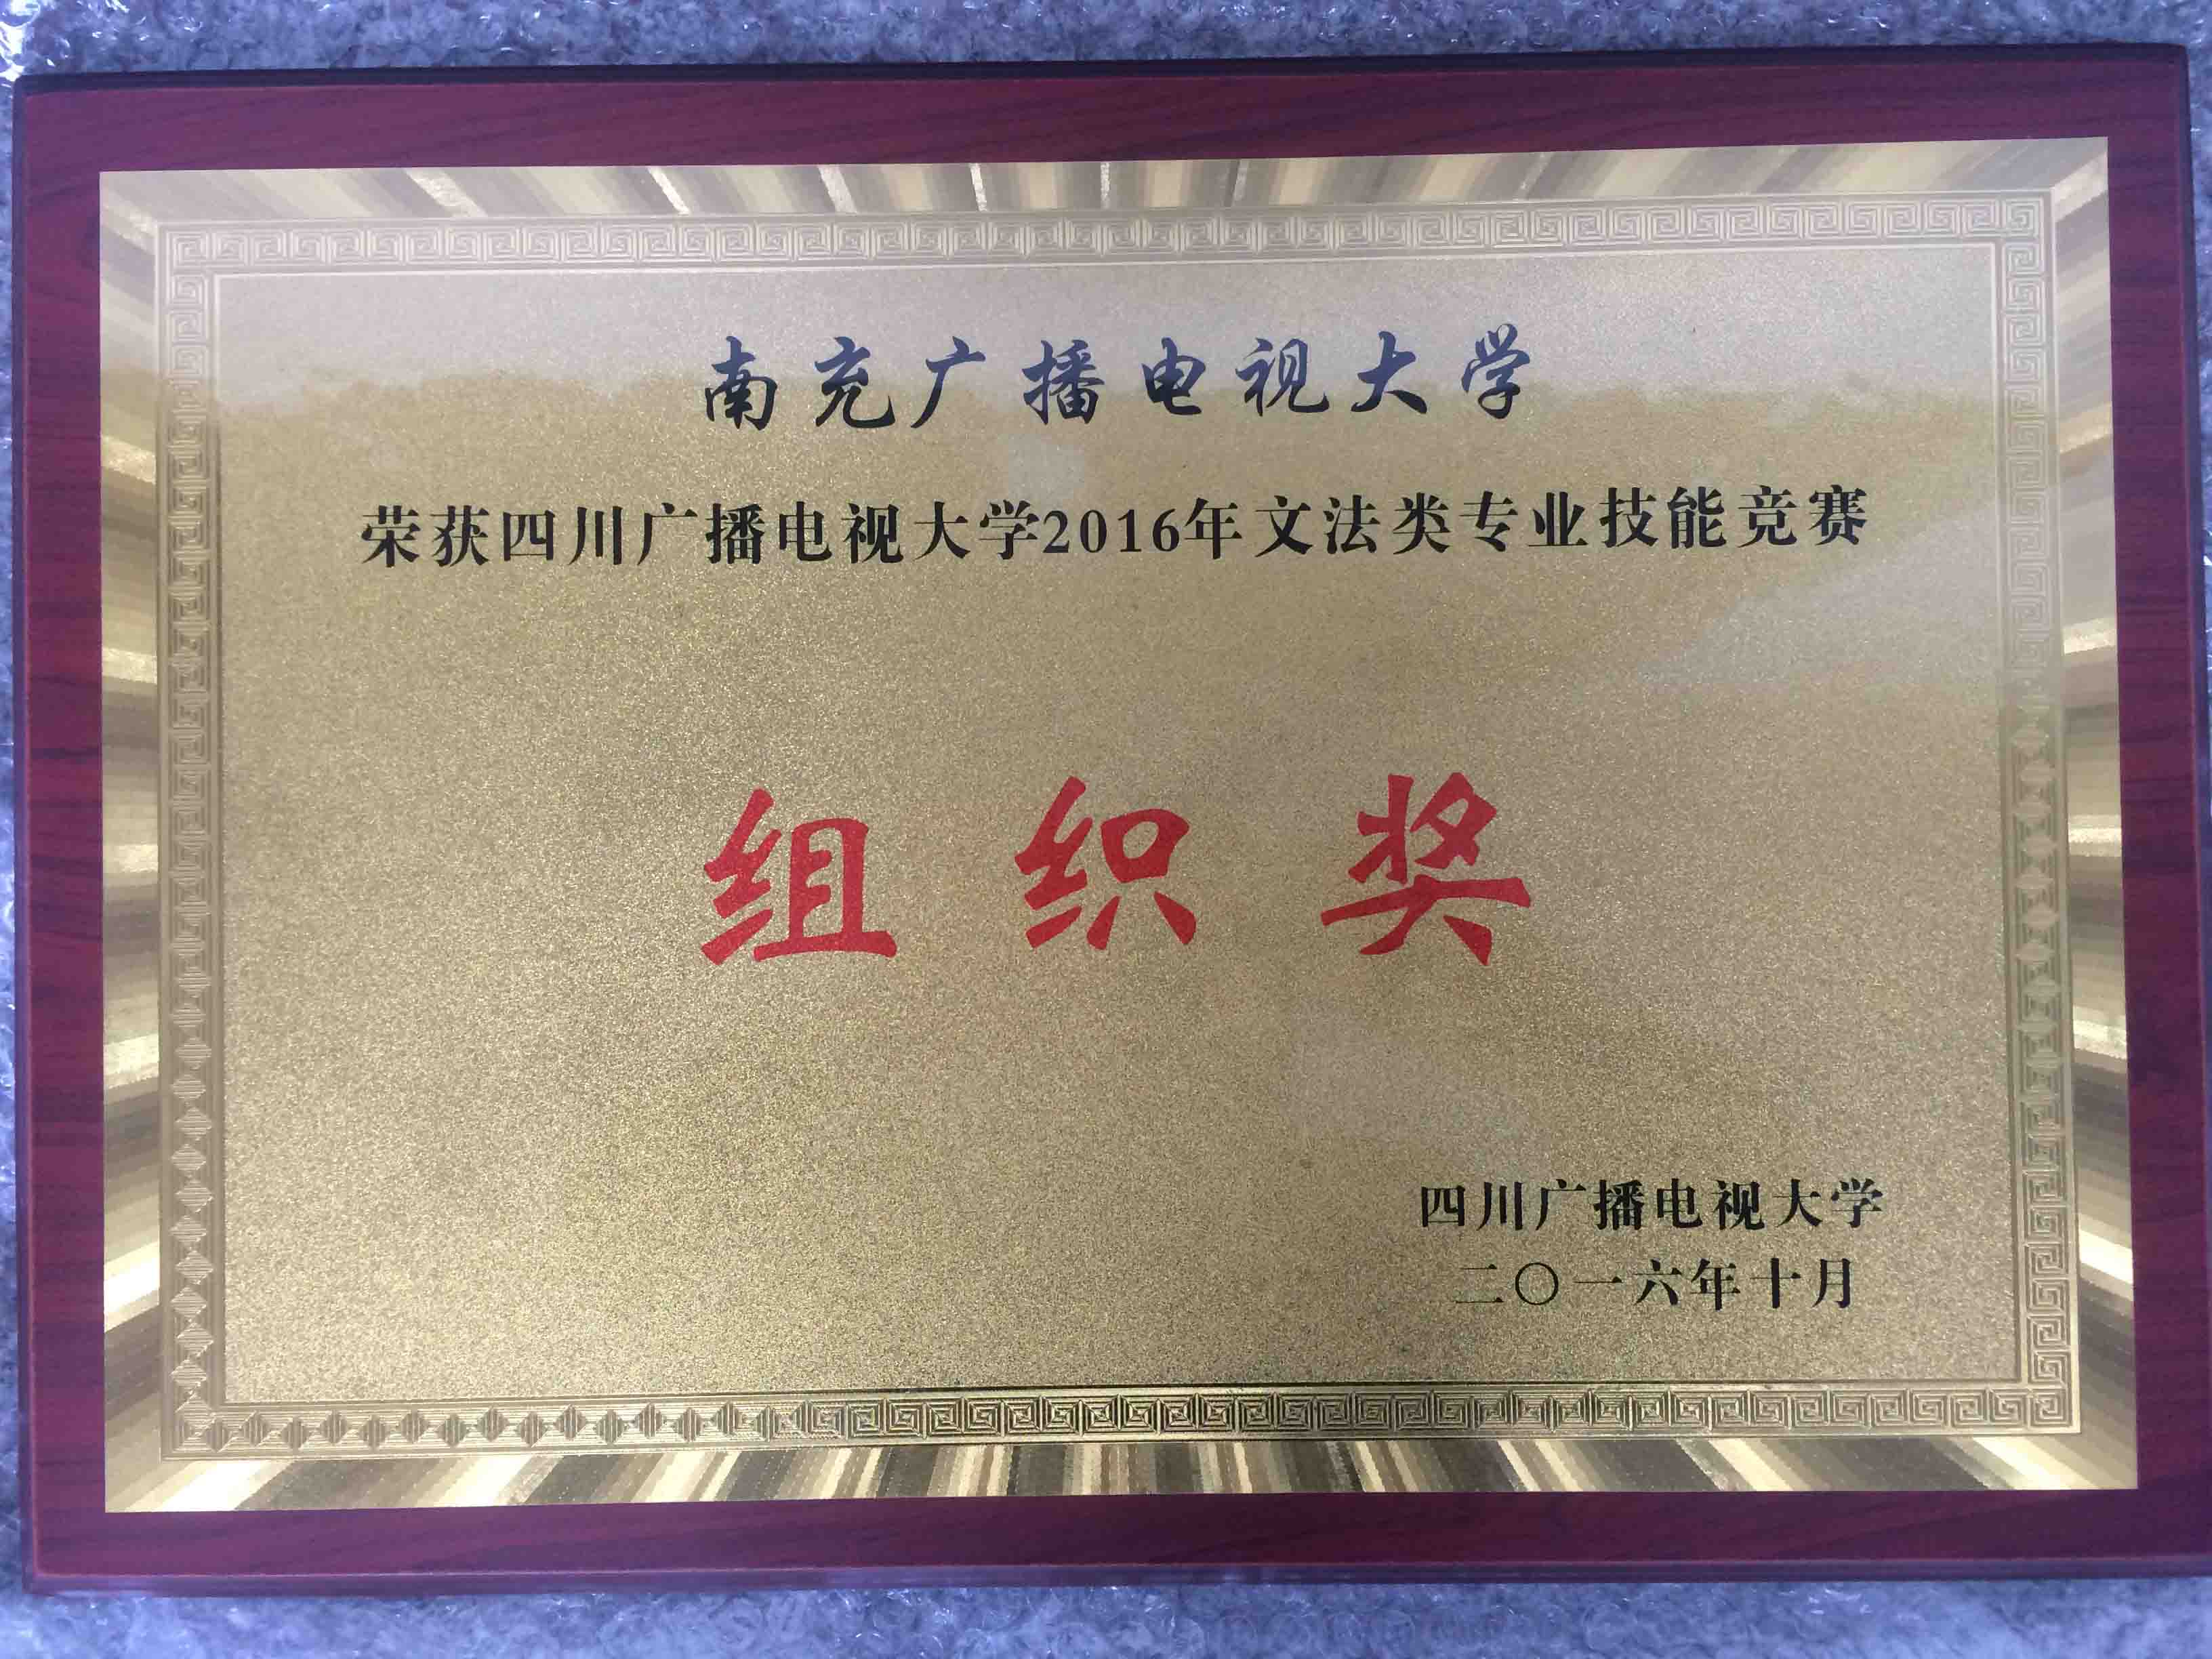 南充广播电视大学
荣获四川广播电视大学2016年文法类专业技能竞赛
组织奖
四川广播电视大学
二〇一六年十月